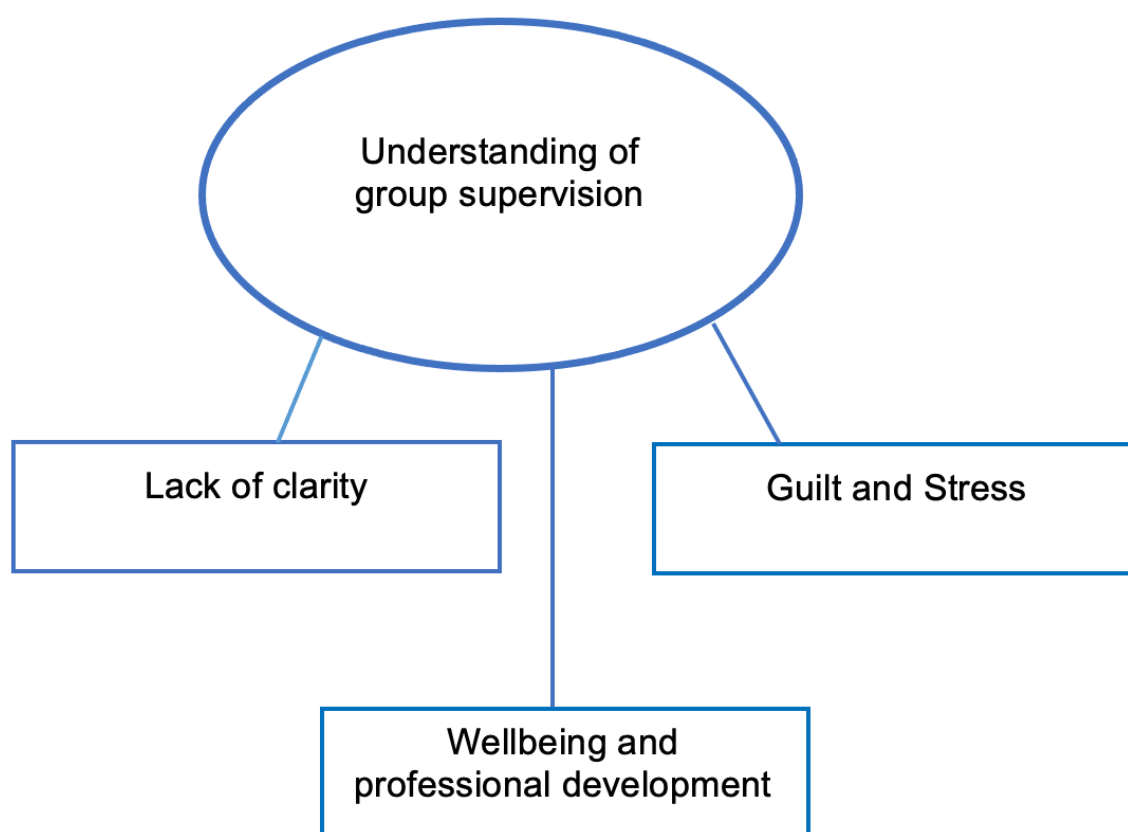 Understanding of
group supervision
Lack of clarity
Guilt and Stress
Wellbeing and
professional development